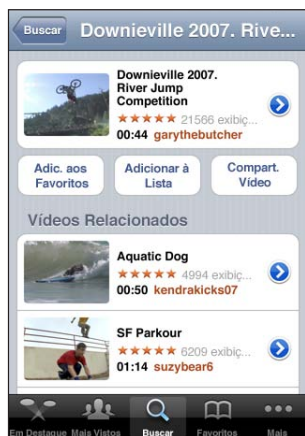 Buscar
Downieville 2007. Rive...
Downieville 2007.
River Jump
Competition
21566 exibiç...
00:44 garythebutcher
Adic. aos
Favoritos
Adicionar à
Lista
Compart.
Vídeo
Vídeos Relacionados
Aquatic Dog
4994 exibiç...
00:50 kendrakicks07
SF Parkour
6209 exibiç...
01:14 suzybear6
Em Destaque Mais Vistos Buscar Favoritos Mais